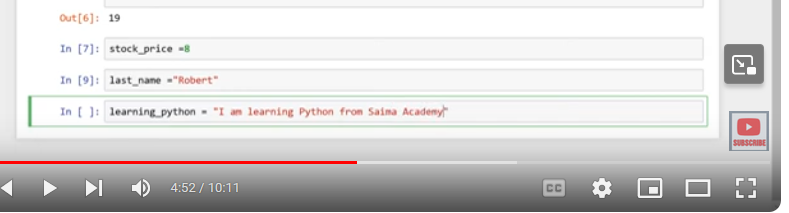 Out[6]: 19
In [7]: stock_price =8
In [9]: last_name ="Robert"
In [ ]: learning_python = "I am learning Python from Saima Academy"
SUBSCRIBE
4:52 / 10:11
CC